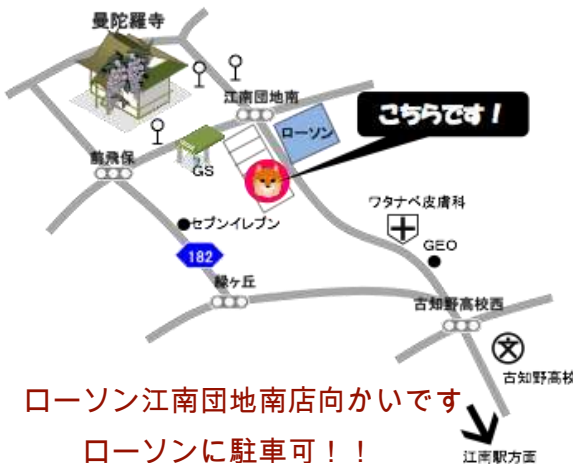 曼陀羅寺
江南団地南
こちらです！
ローソン
前飛保
GS
ワタナベ皮膚科
セブンイレブン
GEO
182
緑ヶ丘
古知野高校西
文
古知野高校
ローソン江南団地南店向かいです
ローソンに駐車可！！
江南駅方面